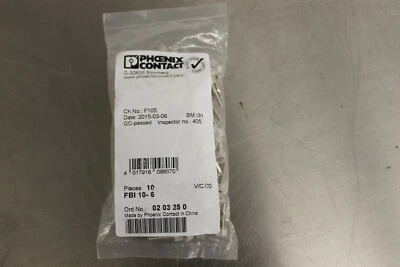 PHOENIX
CONTACT
D-32825 Blomberg
Ch.No.: F105
Date: 2015-03-06
QC-passed Inspector no.: 405
4 017918 098070
Pieces: 10
FBI 10- 6
Ord.No.: 02 03 25 0
Made by Phoenix Contact in China